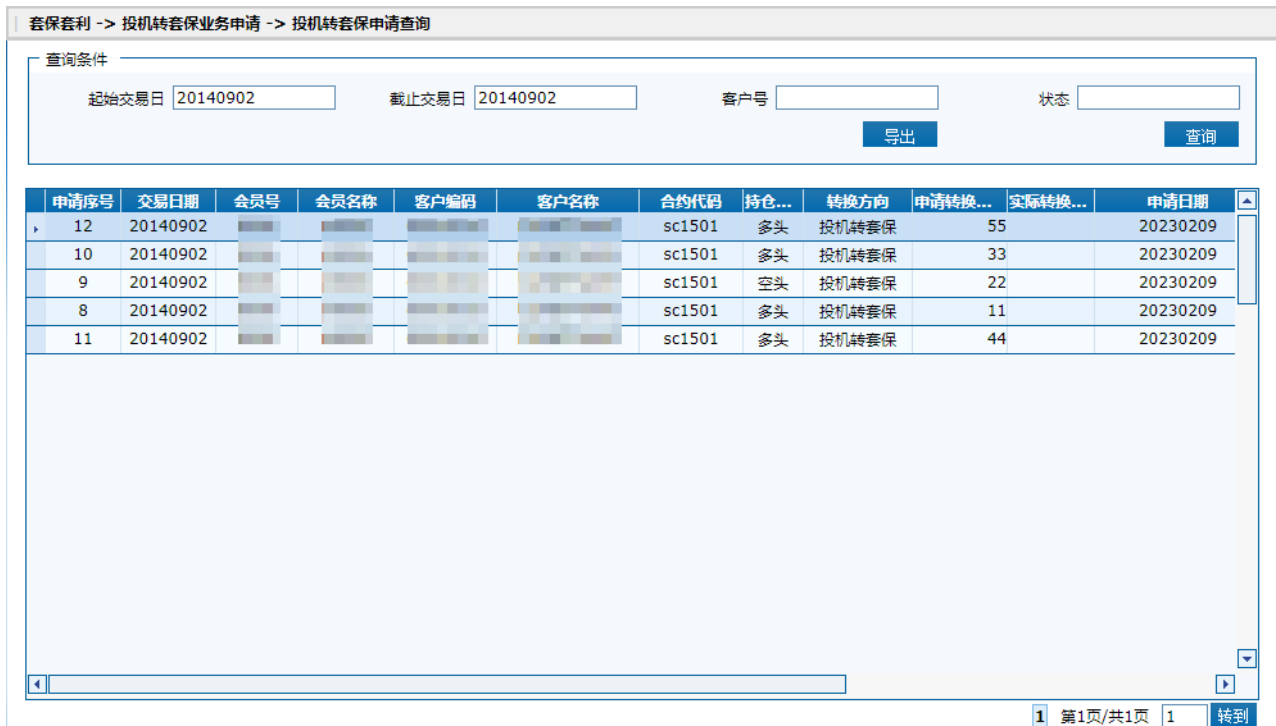 套保套利 -> 投机转套保业务申请 -> 投机转套保申请查询
查询条件
起始交易日 20140902 截止交易日 20140902 客户号 状态
导出 查询
申请序号 交易日期 会员号 会员名称 客户编码 客户名称 合约代码 持仓... 转换方向 申请转换... 实际转换... 申请日期
12 20140902 sc1501 多头 投机转套保 55 20230209
10 20140902 sc1501 多头 投机转套保 33 20230209
9 20140902 sc1501 空头 投机转套保 22 20230209
8 20140902 sc1501 多头 投机转套保 11 20230209
11 20140902 sc1501 多头 投机转套保 44 20230209
1 第1页/共1页 1 转到